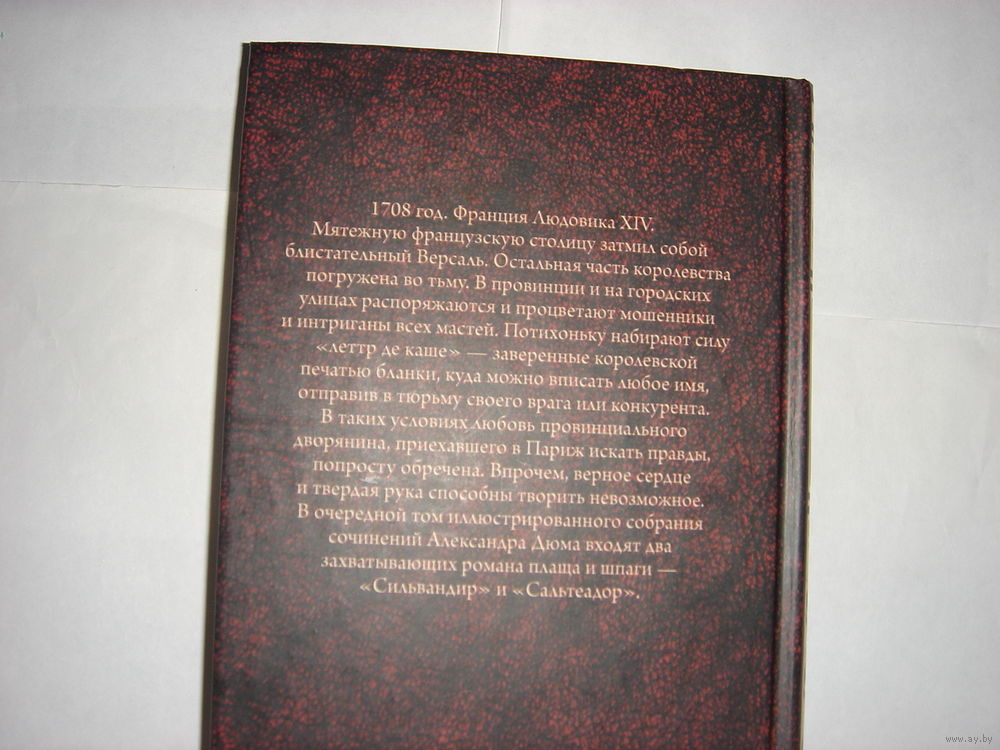 1708 год. Франция Людовика XIV.
Мятежную французскую столицу затмил собой
блистательный Версаль. Остальная часть королевства
погружена во тьму. В провинции и на городских
улицах распоряжаются и процветают мошенники
и интриганы всех мастей. Потихоньку набирают силу
«леттр де каше» — заверенные королевской
печатью бланки, куда можно вписать любое имя,
отправив в тюрьму своего врага или конкурента.
В таких условиях любовь провинциального
дворянина, приехавшего в Париж искать правды,
попросту обречена. Впрочем, верное сердце
и твердая рука способны творить невозможное.
В очередной том иллюстрированного собрания
сочинений Александра Дюма входят два
захватывающих романа плаща и шпаги —
«Сильвандир» и «Сальтеадор».
www.ay.by